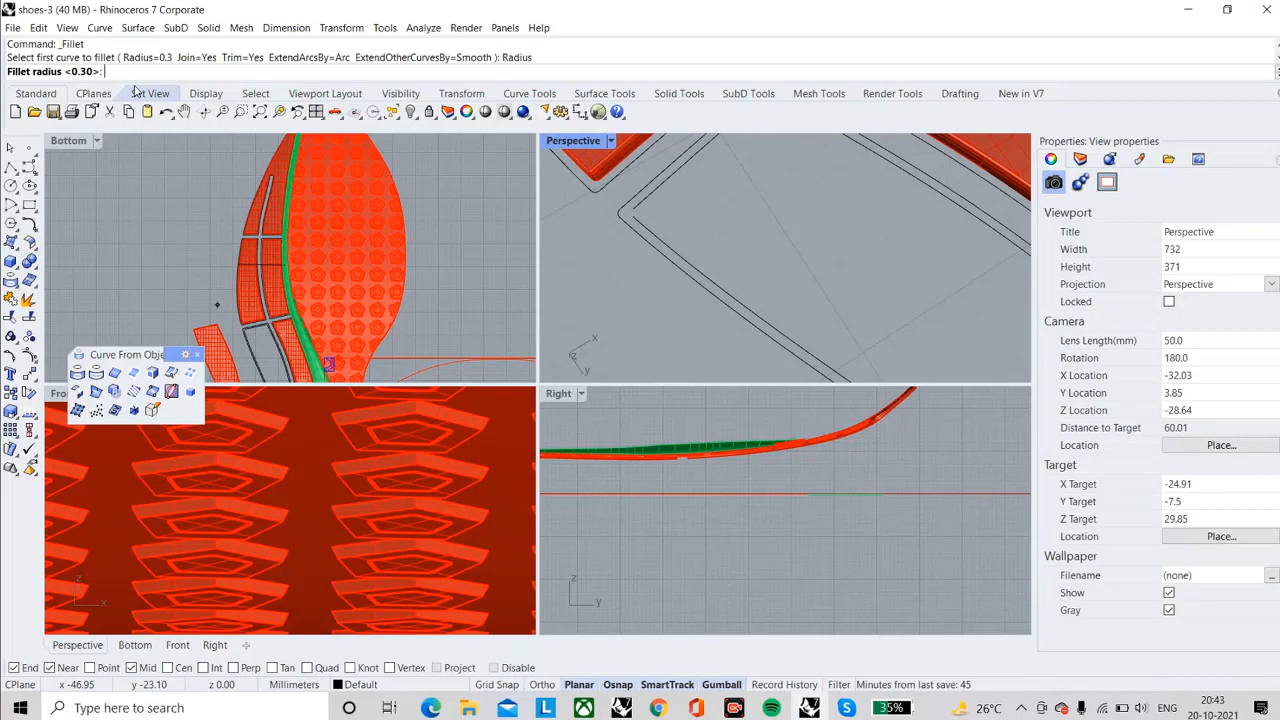 shoes-3 (40 MB) - Rhinoceros 7 Corporate
File Edit View Curve Surface SubD Solid Mesh Dimension Transform Tools Analyze Render Panels Help
Command: _Fillet
Select first curve to fillet ( Radius=0.3 Join=Yes Trim=Yes ExtendArcsBy=Arc ExtendOtherCurvesBy=Smooth ): Radius
Fillet radius <0.30>:
Standard CPlanes Set View Display Select Viewport Layout Visibility Transform Curve Tools Surface Tools Solid Tools SubD Tools Mesh Tools Render Tools Drafting New in V7
Bottom
Perspective
Properties: View properties
Viewport
Title Perspective
Width 732
Height 371
Projection Perspective
Locked
Camera
Lens Length(mm) 50.0
Rotation 180.0
X Location -32.03
Y Location 3.85
Z Location -28.64
Distance to Target 60.01
Location Place...
Target
X Target -24.91
Y Target -7.5
Z Target 29.85
Location Place...
Wallpaper
Filename (none) ...
Show
Gray
x
z
y
Curve From Obje
Right
z
x
z
y
Perspective Bottom Front Right
End Near Point Mid Cen Int Perp Tan Quad Knot Vertex Project Disable
CPlane x -46.95 y -23.10 z 0.00 Millimeters Default Grid Snap Ortho Planar Osnap SmartTrack Gumball Record History Filter Minutes from last save: 45
Type here to search
35%
26°C
ENG
20:43
20-10-2021